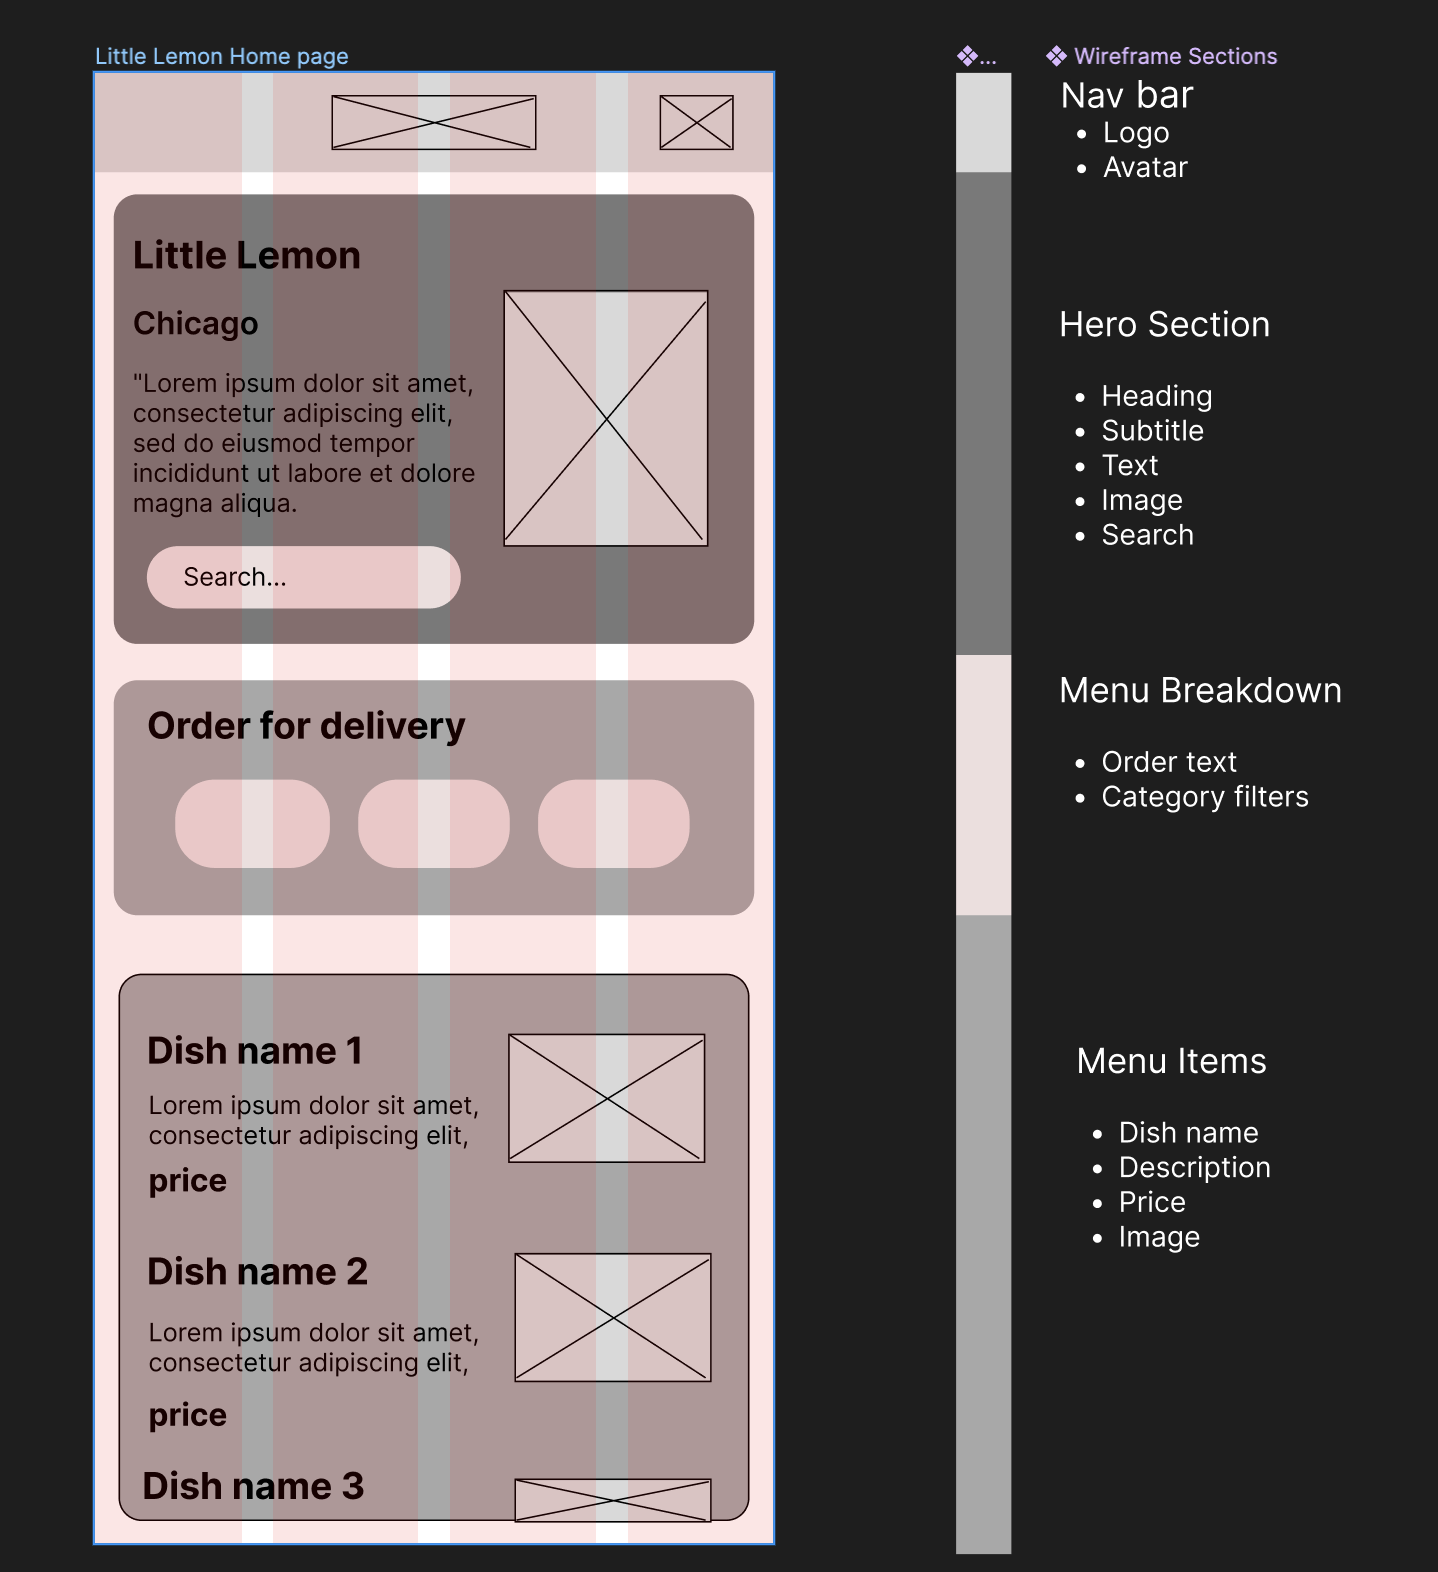 Little Lemon Home page
...
Wireframe Sections
Nav bar
Logo
Avatar
Little Lemon
Chicago
"Lorem ipsum dolor sit amet,
consectetur adipiscing elit,
sed do eiusmod tempor
incididunt ut labore et dolore
magna aliqua.
Search...
Hero Section
Heading
Subtitle
Text
Image
Search
Order for delivery
Menu Breakdown
Order text
Category filters
Dish name 1
Lorem ipsum dolor sit amet,
consectetur adipiscing elit,
price
Dish name 2
Lorem ipsum dolor sit amet,
consectetur adipiscing elit,
price
Dish name 3
Menu Items
Dish name
Description
Price
Image